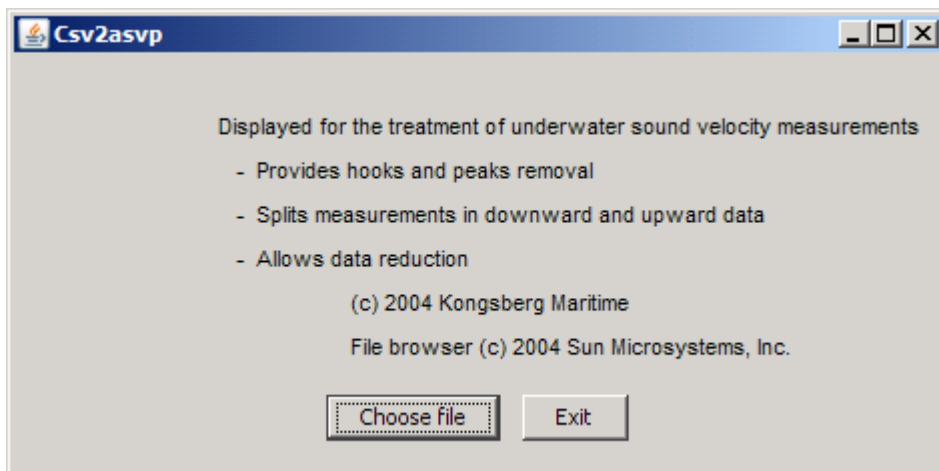 Csv2asvp
Displayed for the treatment of underwater sound velocity measurements
- Provides hooks and peaks removal
- Splits measurements in downward and upward data
- Allows data reduction
(c) 2004 Kongsberg Maritime
File browser (c) 2004 Sun Microsystems, Inc.
Choose file Exit